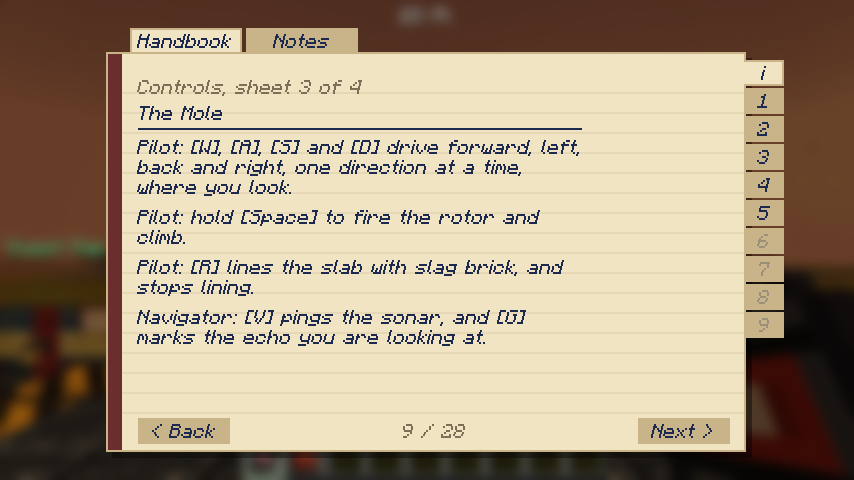 Handbook
Notes
Controls, sheet 3 of 4
The Mole
Pilot: [W], [A], [S] and [D] drive forward, left,
back and right, one direction at a time,
where you look.
Pilot: hold [Space] to fire the rotor and
climb.
Pilot: [R] lines the slab with slag brick, and
stops lining.
Navigator: [V] pings the sonar, and [G]
marks the echo you are looking at.
< Back
9 / 28
Next >
i
1
2
3
4
5
6
7
8
9